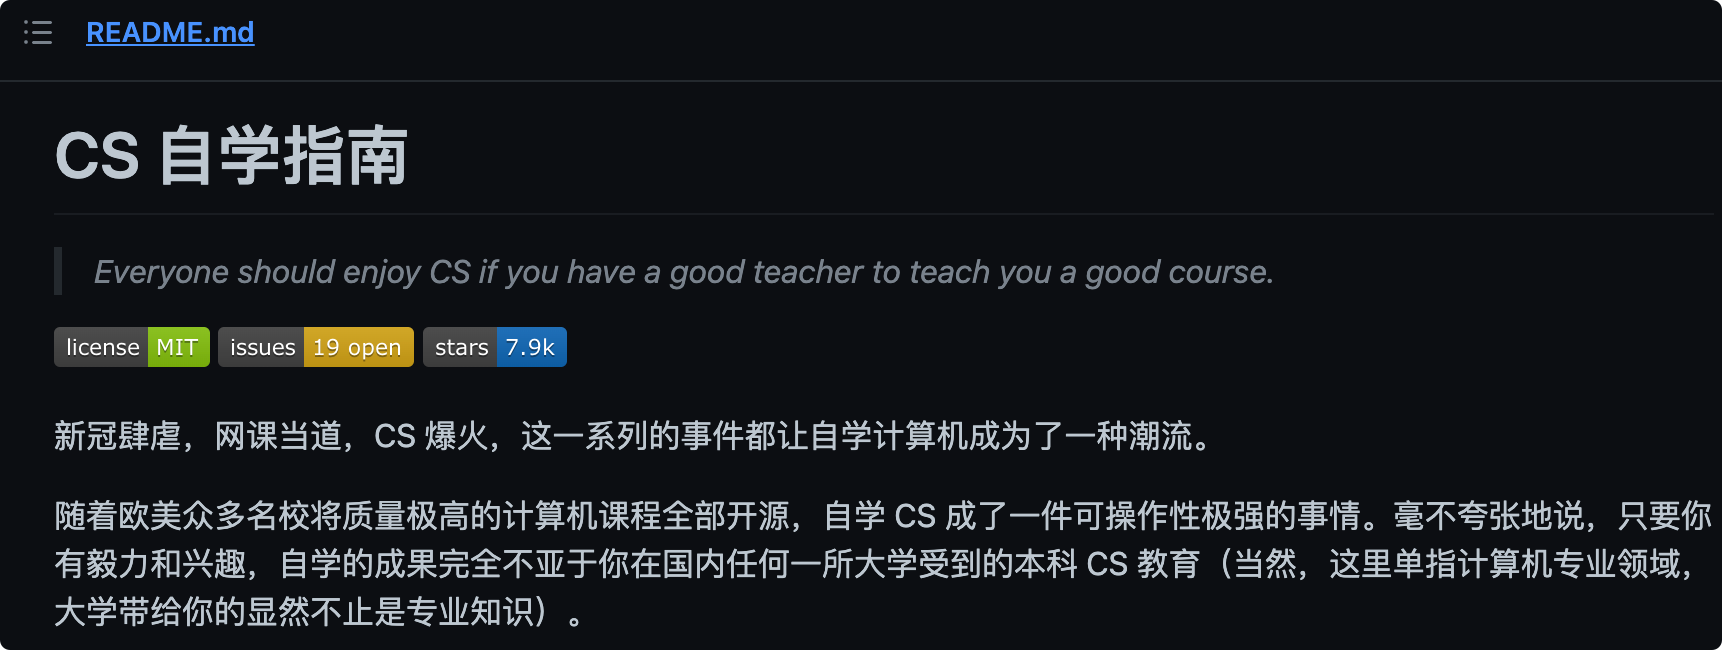 README.md
CS 自学指南
Everyone should enjoy CS if you have a good teacher to teach you a good course.
license MIT issues 19 open stars 7.9k
新冠肆虐，网课当道，CS 爆火，这一系列的事件都让自学计算机成为了一种潮流。
随着欧美众多名校将质量极高的计算机课程全部开源，自学 CS 成了一件可操作性极强的事情。毫不夸张地说，只要你
有毅力和兴趣，自学的成果完全不亚于你在国内任何一所大学受到的本科 CS 教育（当然，这里单指计算机专业领域，
大学带给你的显然不止是专业知识）。